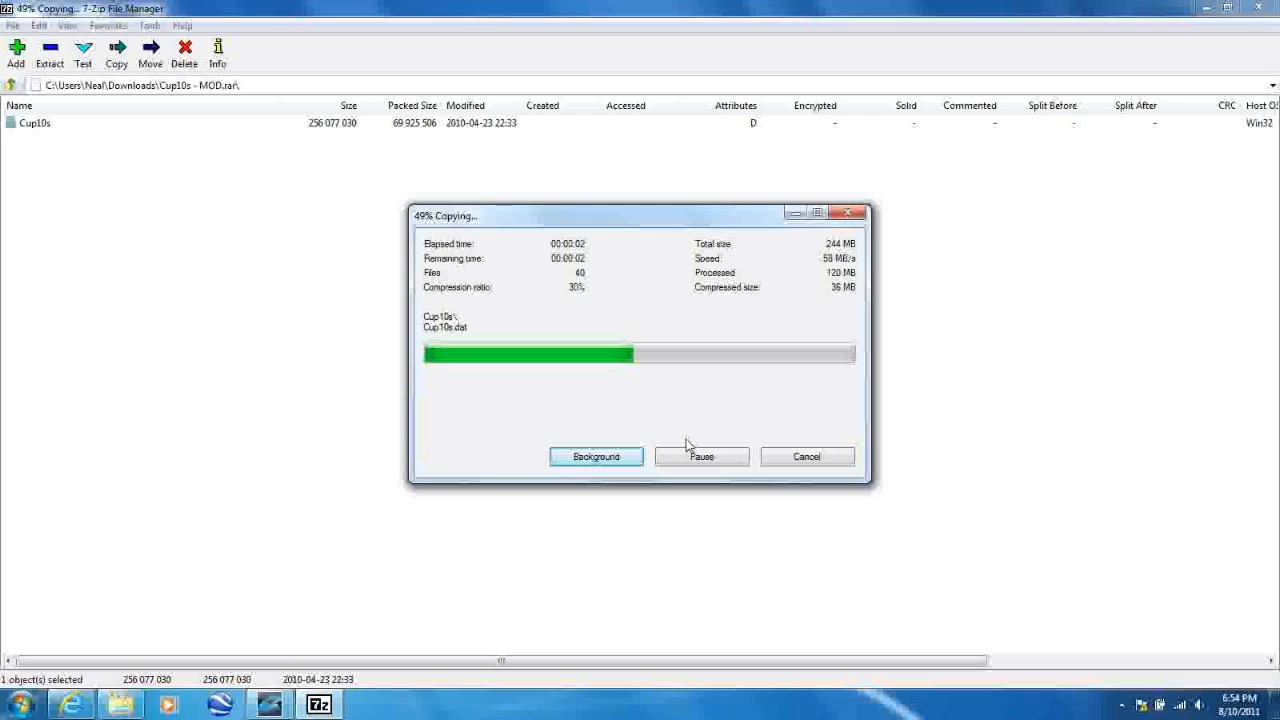 49% Copying... 7-Zip File Manager
File Edit View Favorites Tools Help
Add Extract Test Copy Move Delete Info
C:\Users\Neal\Downloads\Cup10s - MOD.rar\
Name Size Packed Size Modified Created Accessed Attributes Encrypted Solid Commented Split Before Split After CRC Host OS
Cup10s 256 077 030 69 925 506 2010-04-23 22:33 D - - - - - Win32
49% Copying...
Elapsed time: 00:00:02 Total size 244 MB
Remaining time: 00:00:02 Speed: 58 MB/s
Files 40 Processed 120 MB
Compression ratio: 30% Compressed size: 36 MB
Cup10s\
Cup10s.dat
Background Pause Cancel
1 object(s) selected 256 077 030 256 077 030 2010-04-23 22:33
7z
6:54 PM
8/10/2011